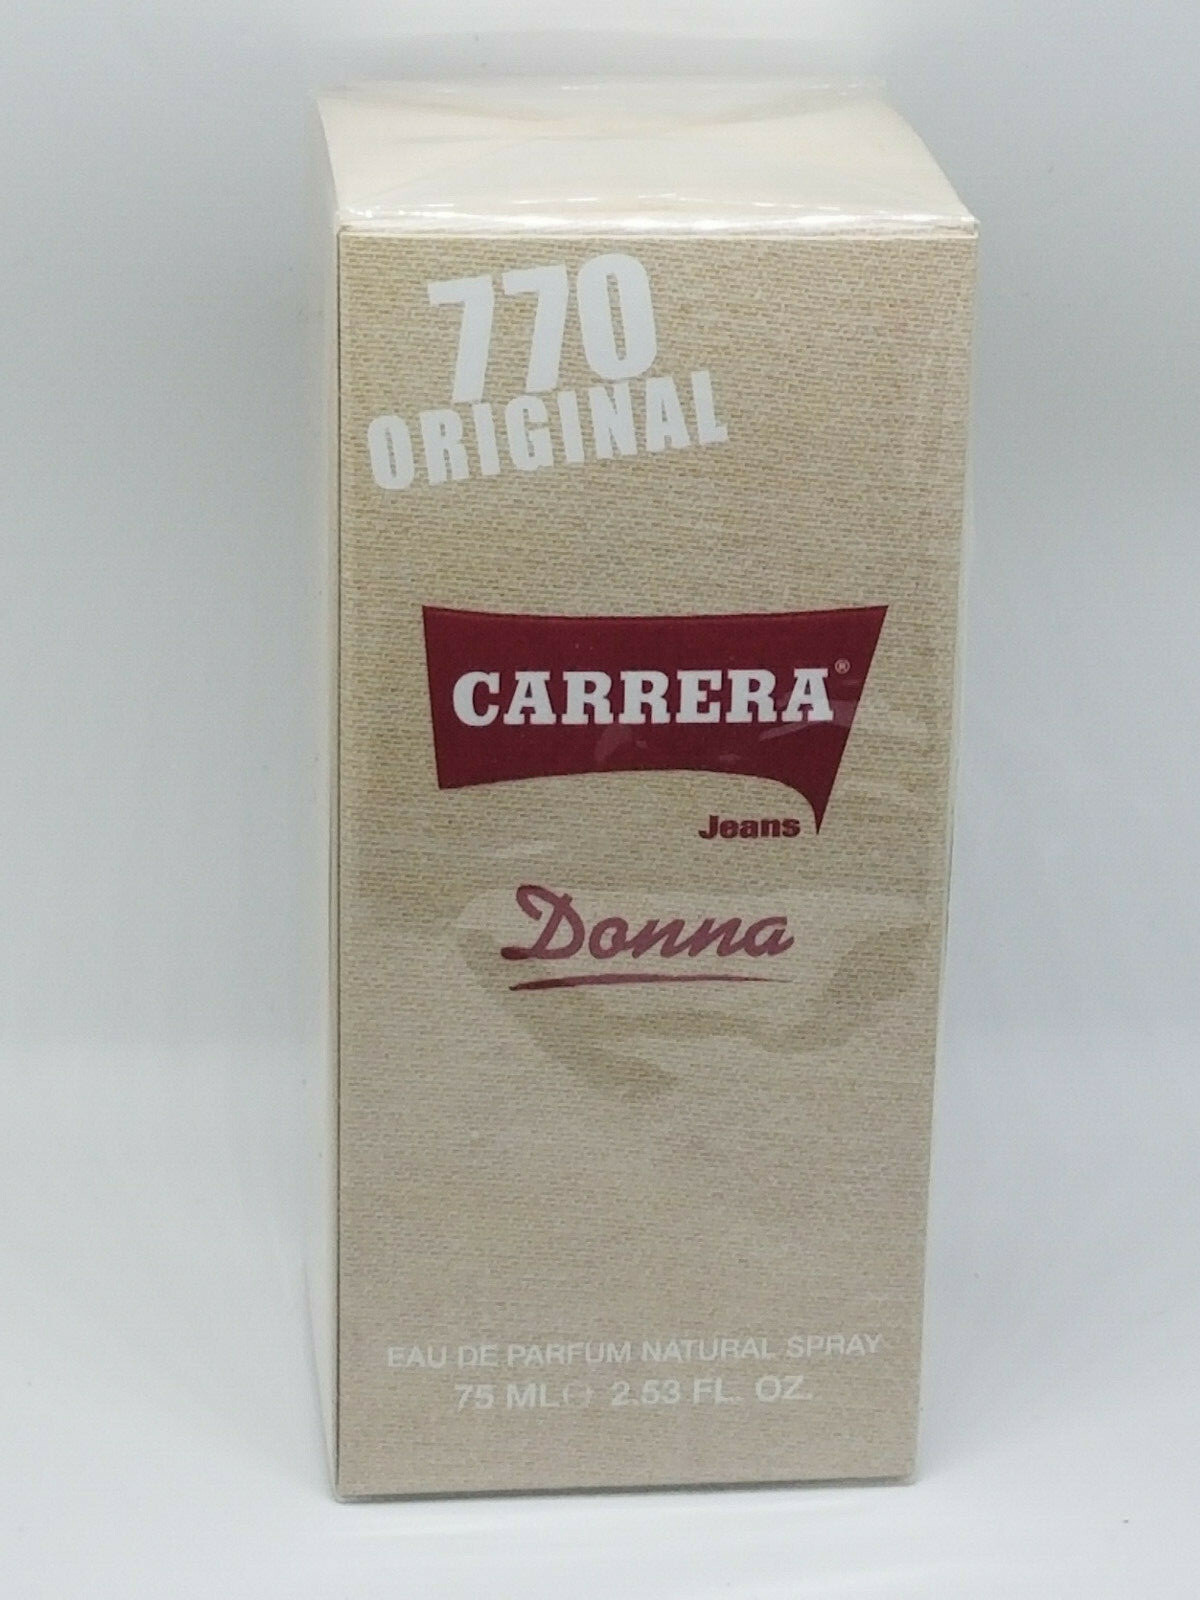 770
ORIGINAL
CARRERA®
Jeans
Donna
EAU DE PARFUM NATURAL SPRAY
75 ML ℮ 2.53 FL. OZ.